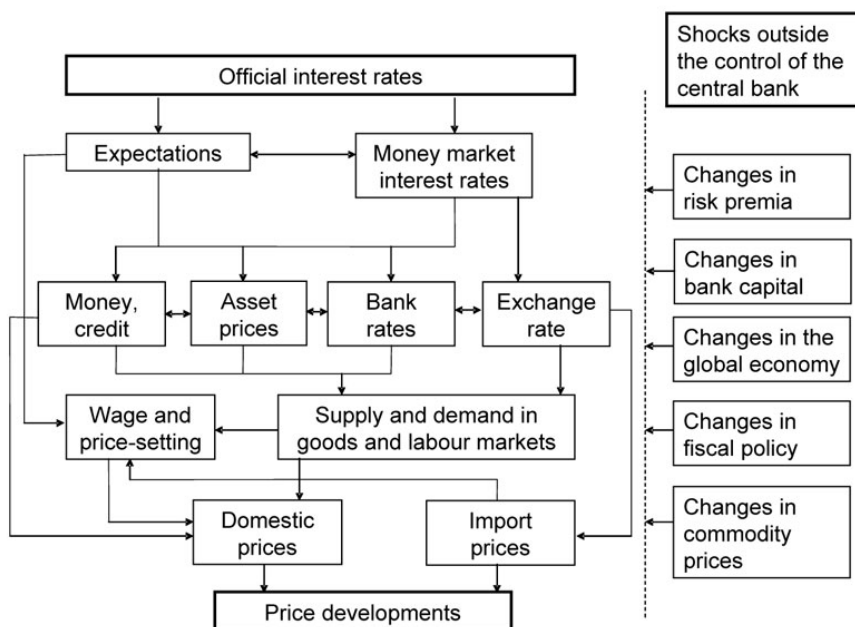 Official interest rates
Shocks outside
the control of the
central bank
Expectations
Money market
interest rates
Changes in
risk premia
Money,
credit
Asset
prices
Bank
rates
Exchange
rate
Changes in
bank capital
Changes in the
global economy
Wage and
price-setting
Supply and demand in
goods and labour markets
Changes in
fiscal policy
Domestic
prices
Import
prices
Changes in
commodity
prices
Price developments